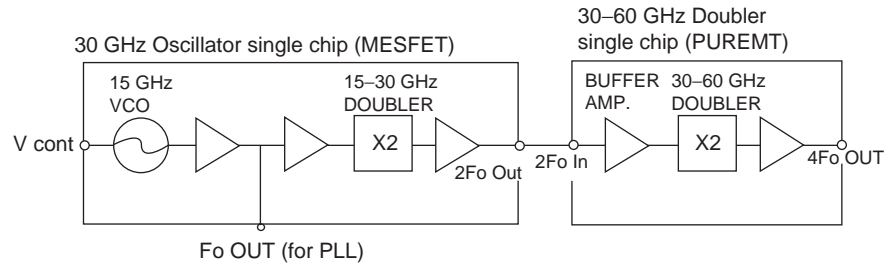 30 GHz Oscillator single chip (MESFET)
30–60 GHz Doubler
single chip (PUREMT)
15 GHz
VCO
15–30 GHz
DOUBLER
BUFFER
AMP.
30–60 GHz
DOUBLER
V cont
X2
X2
2Fo Out
2Fo In
4Fo OUT
Fo OUT (for PLL)